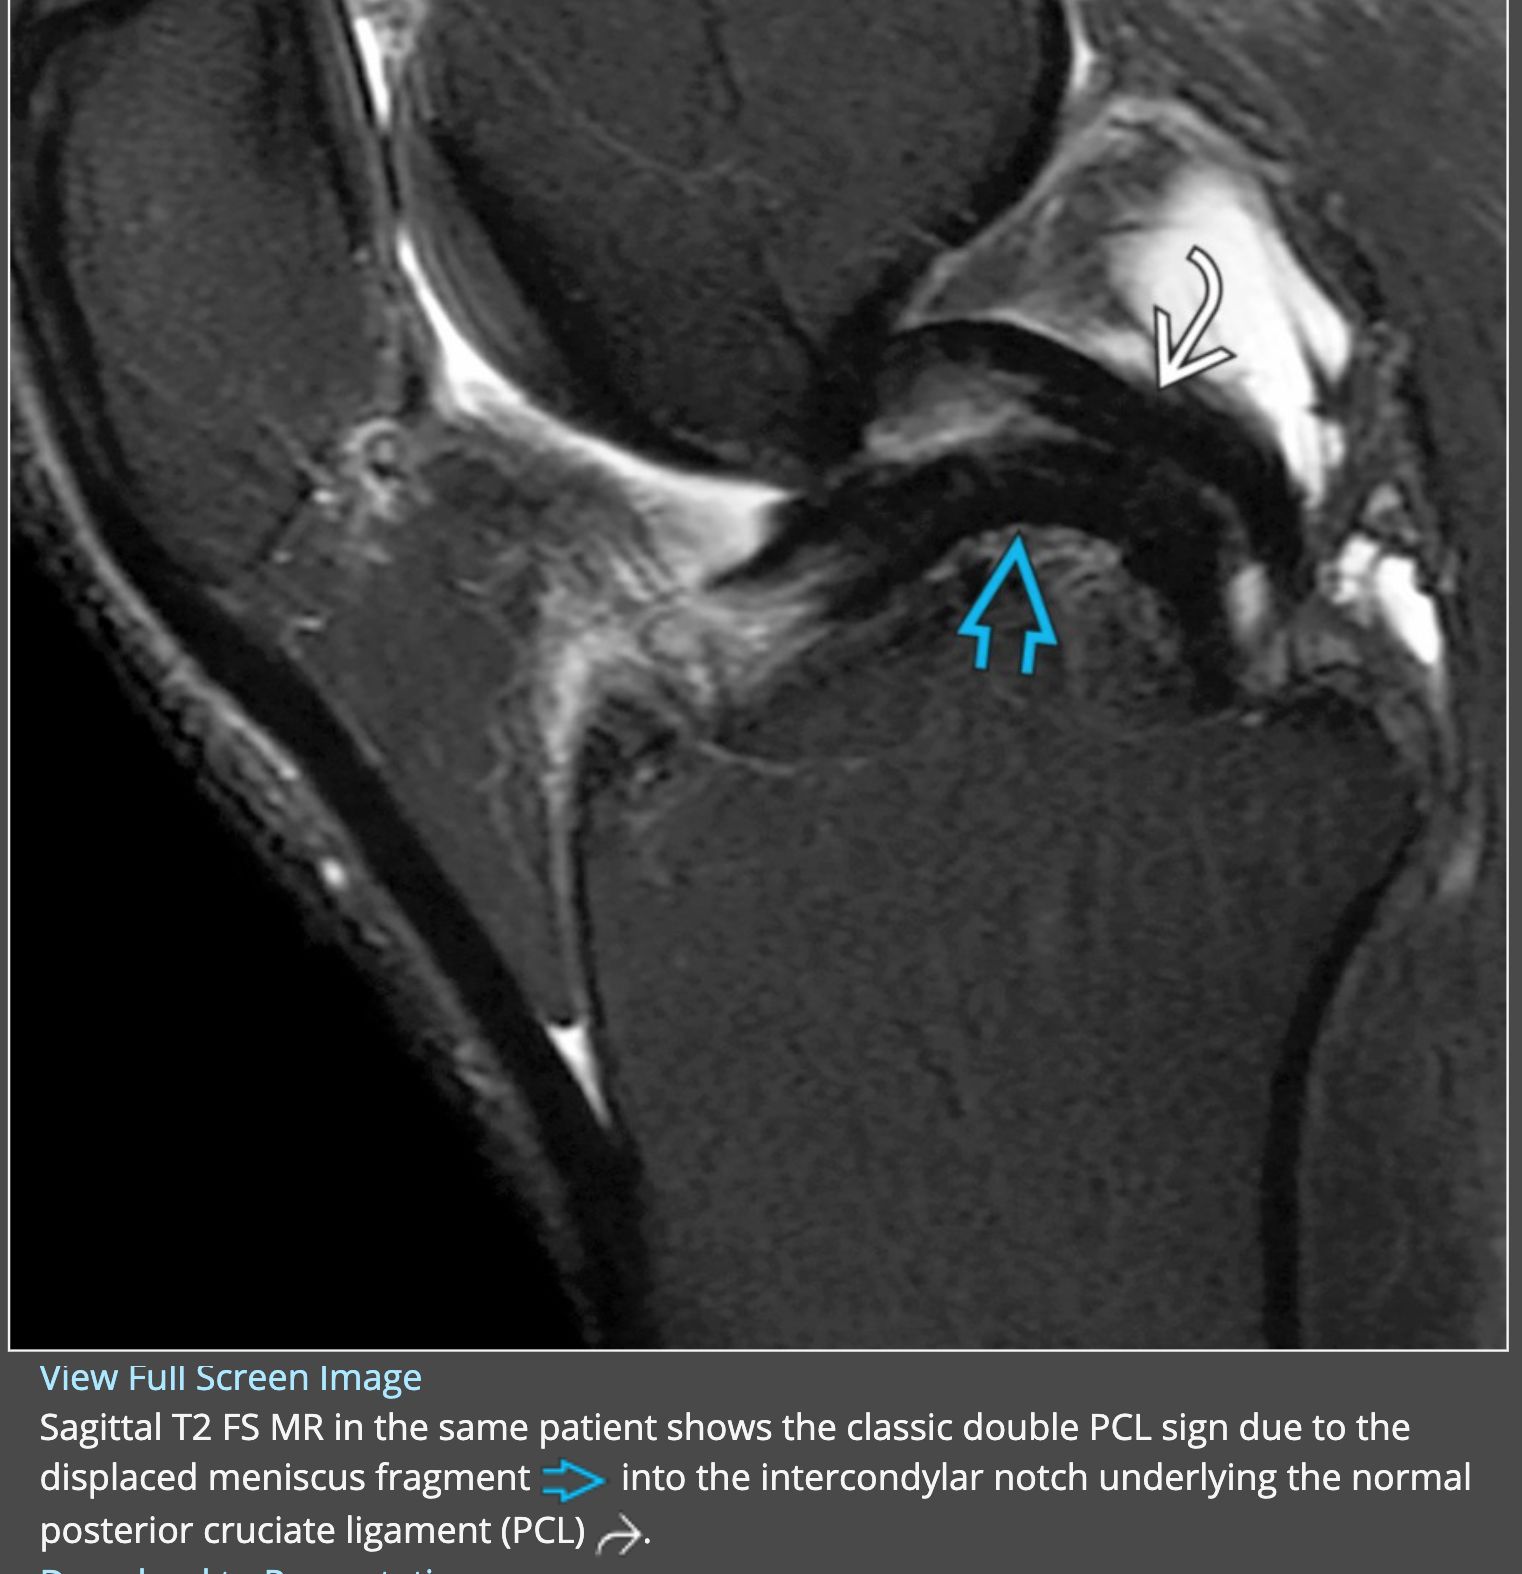 View Full Screen Image
Sagittal T2 FS MR in the same patient shows the classic double PCL sign due to the
displaced meniscus fragment into the intercondylar notch underlying the normal
posterior cruciate ligament (PCL) .